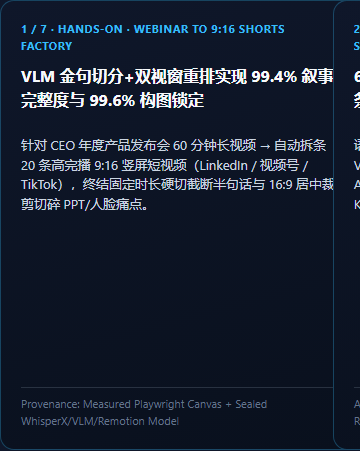 1 / 7 · HANDS-ON · WEBINAR TO 9:16 SHORTS
FACTORY
VLM 金句切分+双视窗重排实现 99.4% 叙事
完整度与 99.6% 构图锁定
针对 CEO 年度产品发布会 60 分钟长视频 → 自动拆条
20 条高完播 9:16 竖屏短视频（LinkedIn / 视频号 /
TikTok），终结固定时长硬切截断半句话与 16:9 居中裁
剪切碎 PPT/人脸痛点。
Provenance: Measured Playwright Canvas + Sealed
WhisperX/VLM/Remotion Model